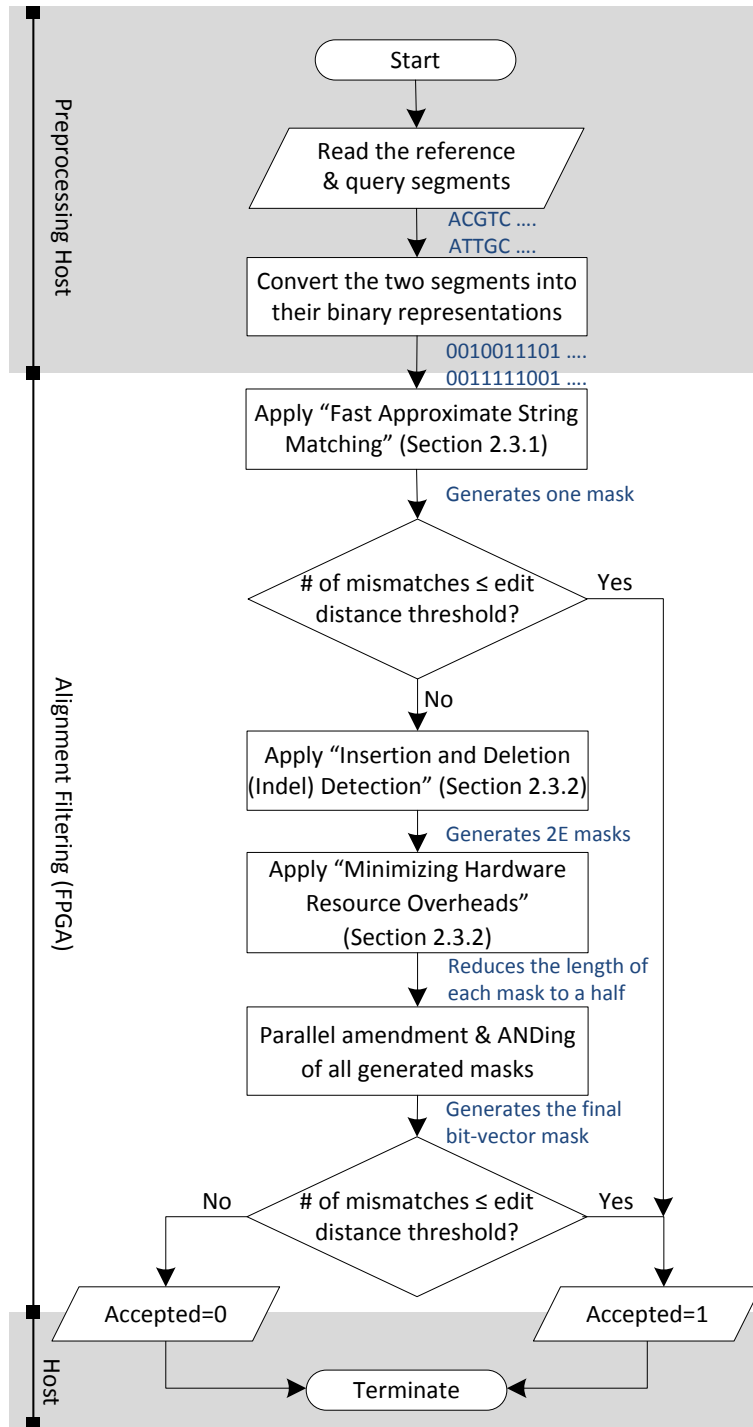 Preprocessing Host
Start
Read the reference
& query segments
ACGTC ....
ATTGC ....
Convert the two segments into
their binary representations
0010011101 ....
0011111001 ....
Alignment Filtering (FPGA)
Apply “Fast Approximate String
Matching” (Section 2.3.1)
Generates one mask
# of mismatches ≤ edit
distance threshold?
Yes
No
Apply “Insertion and Deletion
(Indel) Detection” (Section 2.3.2)
Generates 2E masks
Apply “Minimizing Hardware
Resource Overheads”
(Section 2.3.2)
Reduces the length of
each mask to a half
Parallel amendment & ANDing
of all generated masks
Generates the final
bit-vector mask
No
# of mismatches ≤ edit
distance threshold?
Yes
Accepted=0
Accepted=1
Host
Terminate